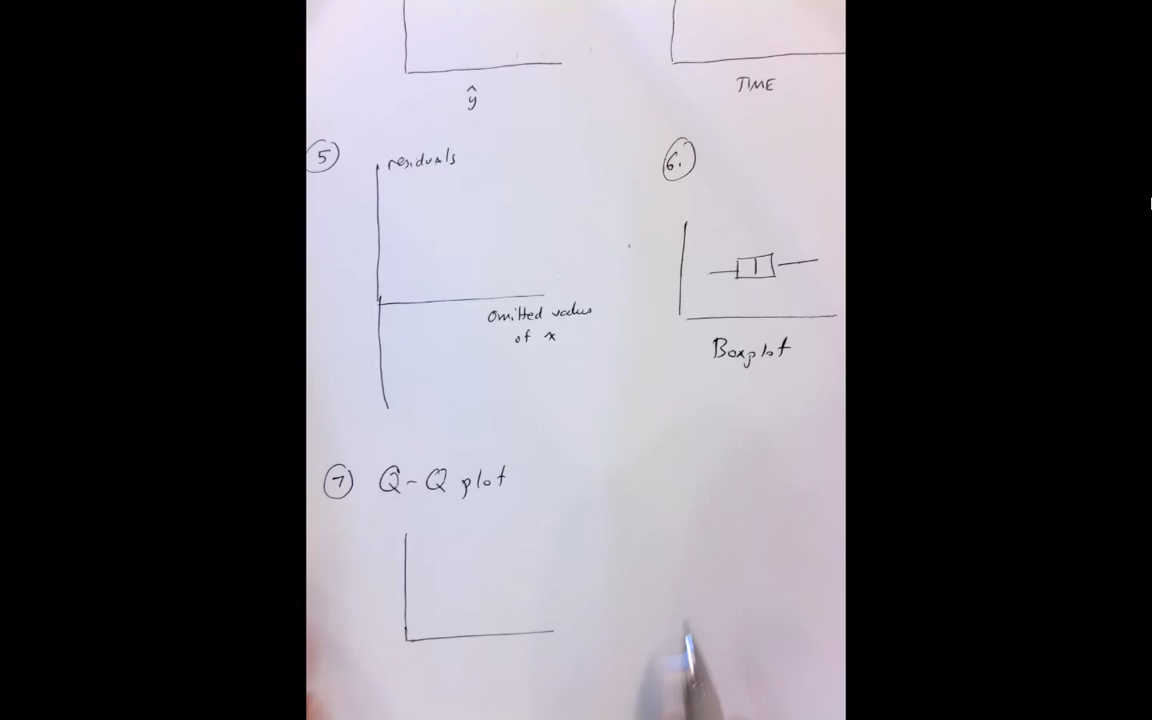 ŷ
TIME
5
residuals
omitted values
of x
6.
Boxplot
7 Q-Q plot